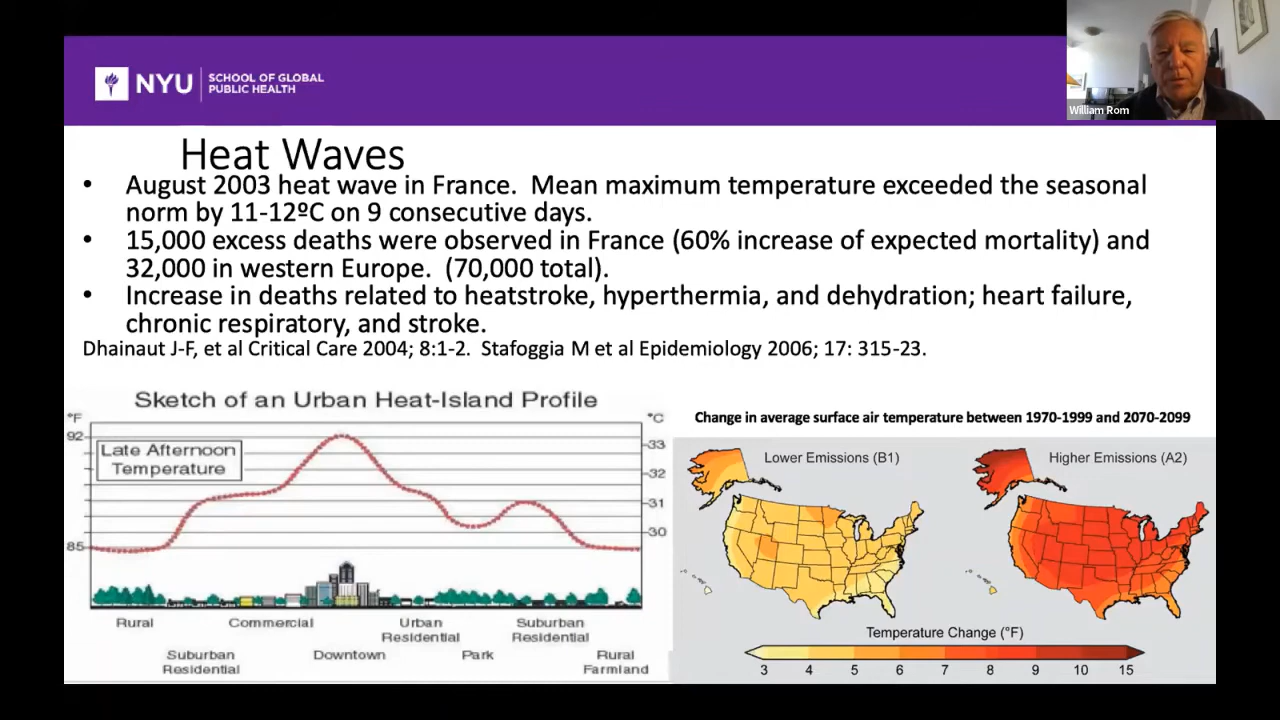 NYU
SCHOOL OF GLOBAL
PUBLIC HEALTH
William Rom
Heat Waves
• August 2003 heat wave in France. Mean maximum temperature exceeded the seasonal
norm by 11-12ºC on 9 consecutive days.
• 15,000 excess deaths were observed in France (60% increase of expected mortality) and
32,000 in western Europe. (70,000 total).
• Increase in deaths related to heatstroke, hyperthermia, and dehydration; heart failure,
chronic respiratory, and stroke.
Dhainaut J-F, et al Critical Care 2004; 8:1-2. Stafoggia M et al Epidemiology 2006; 17: 315-23.
Sketch of an Urban Heat-Island Profile
°F
°C
92
33
Late Afternoon
Temperature
32
31
30
85
Rural
Commercial
Urban
Residential
Suburban
Residential
Suburban
Residential
Downtown
Park
Rural
Farmland
Change in average surface air temperature between 1970-1999 and 2070-2099
Lower Emissions (B1)
Higher Emissions (A2)
Temperature Change (°F)
3 4 5 6 7 8 9 10 15